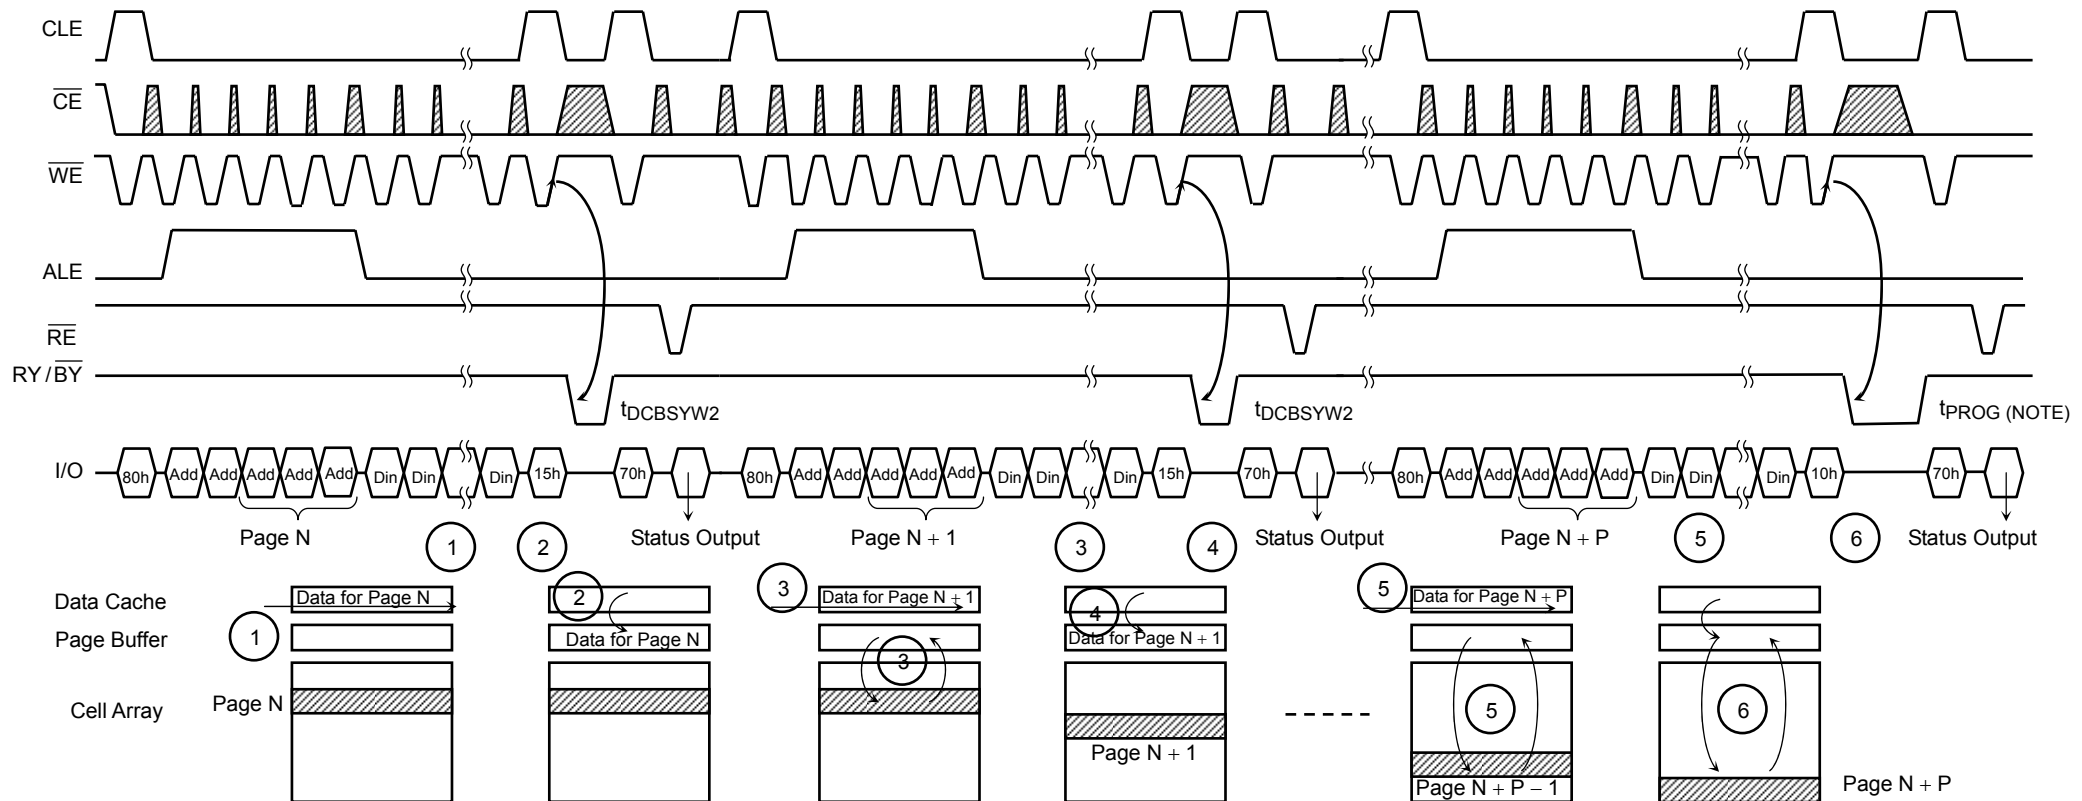 CLE
CE
WE
ALE
RE
RY / BY
tDCBSYW2 tDCBSYW2 tPROG (NOTE)
I/O 80h Add Add Add Add Add Din Din Din 15h 70h 80h Add Add Add Add Add Din Din Din 15h 70h 80h Add Add Add Add Add Din Din Din 10h 70h
Page N 1 2 Status Output Page N + 1 3 4 Status Output Page N + P 5 6 Status Output
Data Cache Data for Page N 2 3 Data for Page N + 1 4 5 Data for Page N + P
Page Buffer 1 Data for Page N 3 Data for Page N + 1
Cell Array Page N 5 6
Page N + 1
Page N + P − 1 Page N + P